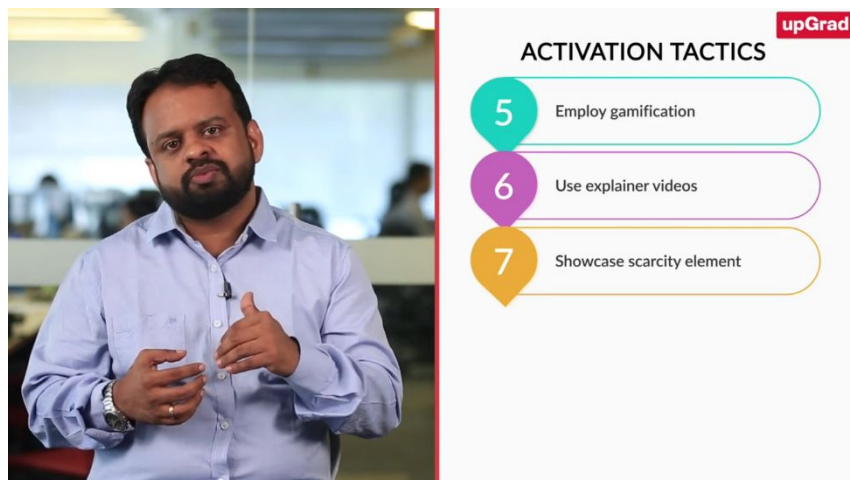 upGrad
ACTIVATION TACTICS
5 Employ gamification
6 Use explainer videos
7 Showcase scarcity element